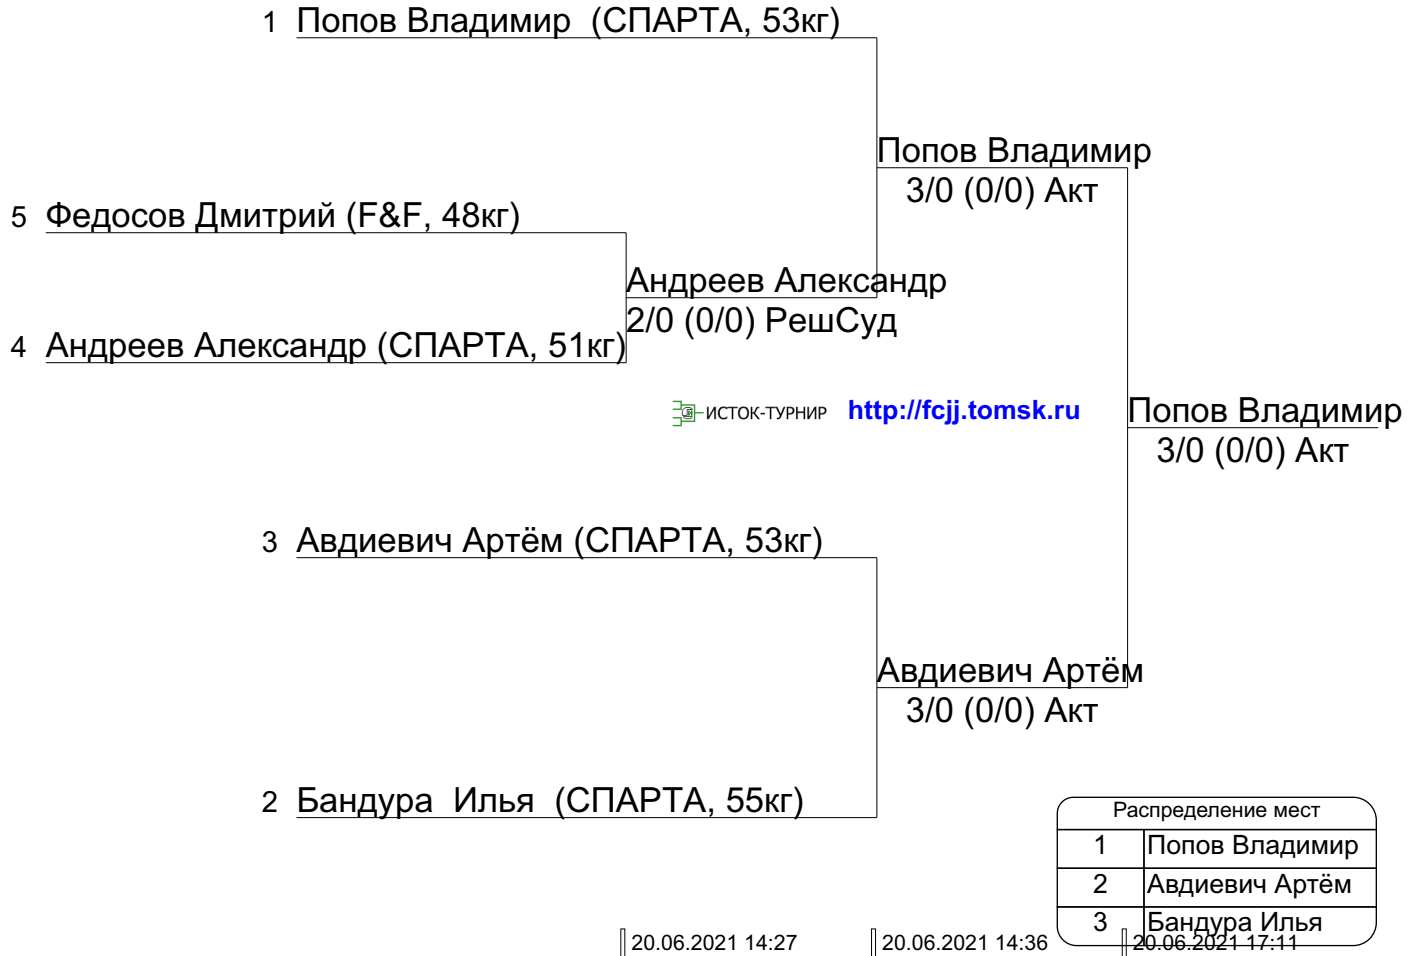 1 Попов Владимир (СПАРТА, 53кг)
Попов Владимир
3/0 (0/0) Акт
5 Федосов Дмитрий (F&F, 48кг)
Андреев Александр
2/0 (0/0) РешСуд
4 Андреев Александр (СПАРТА, 51кг)
ИСТОК-ТУРНИР http://fcjj.tomsk.ru
Попов Владимир
3/0 (0/0) Акт
3 Авдиевич Артём (СПАРТА, 53кг)
Авдиевич Артём
3/0 (0/0) Акт
2 Бандура Илья (СПАРТА, 55кг)
Распределение мест
1 Попов Владимир
2 Авдиевич Артём
3 Бандура Илья
20.06.2021 14:27 20.06.2021 14:36 20.06.2021 17:11